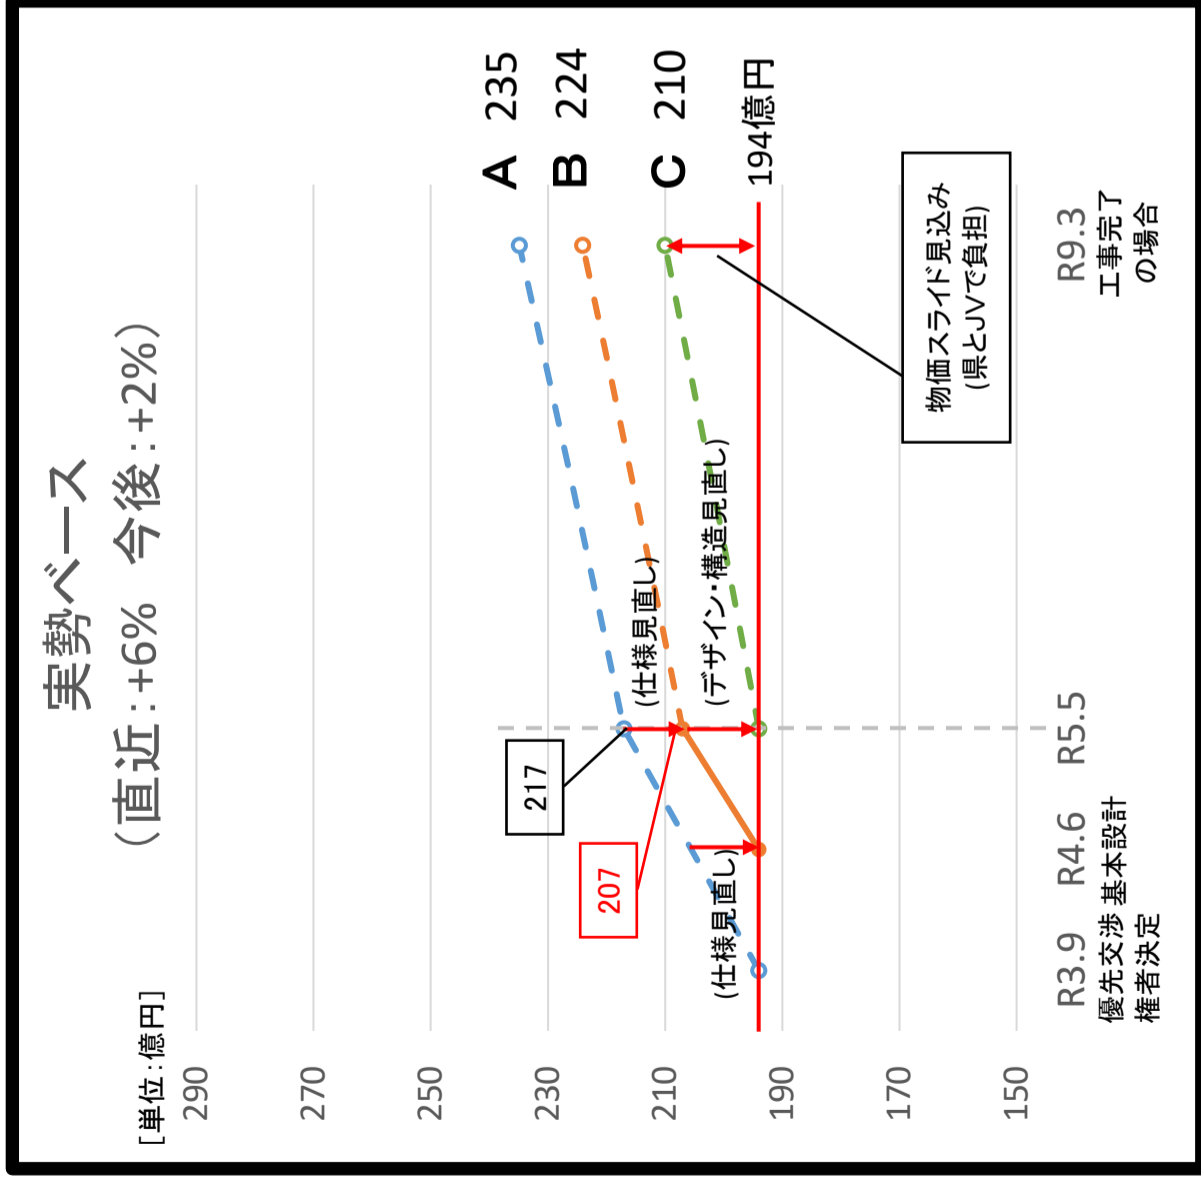 実勢ベース
（直近：+6%　今後：+2%）
[単位：億円]
290
270
250
230
210
190
170
150
A 235
B 224
C 210
194億円
217
207
(仕様見直し)
(デザイン・構造見直し)
(仕様見直し)
物価スライド見込み
(県とJVで負担)
R3.9
優先交渉
権者決定
R4.6
基本設計
R5.5
R9.3
工事完了
の場合